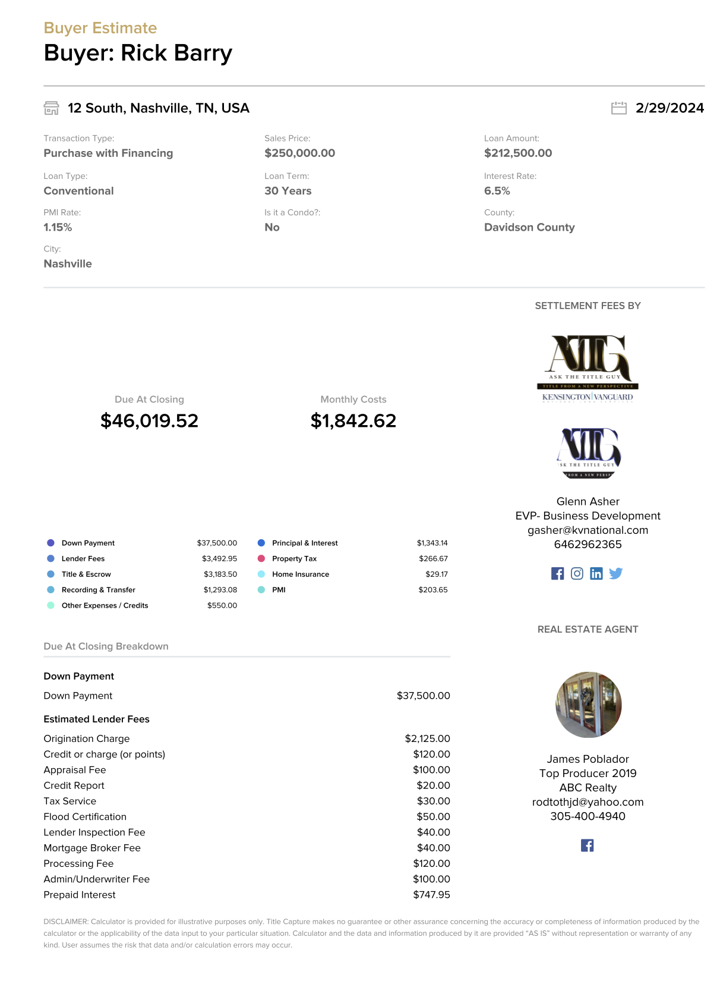 Buyer Estimate
Buyer: Rick Barry
12 South, Nashville, TN, USA
2/29/2024
Transaction Type:
Purchase with Financing
Sales Price:
$250,000.00
Loan Amount:
$212,500.00
Loan Type:
Conventional
Loan Term:
30 Years
Interest Rate:
6.5%
PMI Rate:
1.15%
Is it a Condo?:
No
County:
Davidson County
City:
Nashville
Due At Closing
$46,019.52
Monthly Costs
$1,842.62
Down Payment $37,500.00
Lender Fees $3,492.95
Title & Escrow $3,183.50
Recording & Transfer $1,293.08
Other Expenses / Credits $550.00
Principal & Interest $1,343.14
Property Tax $266.67
Home Insurance $29.17
PMI $203.65
Due At Closing Breakdown
Down Payment
Down Payment $37,500.00
Estimated Lender Fees
Origination Charge $2,125.00
Credit or charge (or points) $120.00
Appraisal Fee $100.00
Credit Report $20.00
Tax Service $30.00
Flood Certification $50.00
Lender Inspection Fee $40.00
Mortgage Broker Fee $40.00
Processing Fee $120.00
Admin/Underwriter Fee $100.00
Prepaid Interest $747.95
SETTLEMENT FEES BY
ATTG
ASK THE TITLE GUY
TITLE FROM A NEW PERSPECTIVE
KENSINGTON VANGUARD
NATIONAL LAND SERVICES
ATTG
SK THE TITLE GUY
FROM A NEW PERSP
Glenn Asher
EVP- Business Development
gasher@kvnational.com
6462962365
REAL ESTATE AGENT
James Poblador
Top Producer 2019
ABC Realty
rodtothjd@yahoo.com
305-400-4940
DISCLAIMER: Calculator is provided for illustrative purposes only. Title Capture makes no guarantee or other assurance concerning the accuracy or completeness of information produced by the
calculator or the applicability of the data input to your particular situation. Calculator and the data and information produced by it are provided “AS IS” without representation or warranty of any
kind. User assumes the risk that data and/or calculation errors may occur.